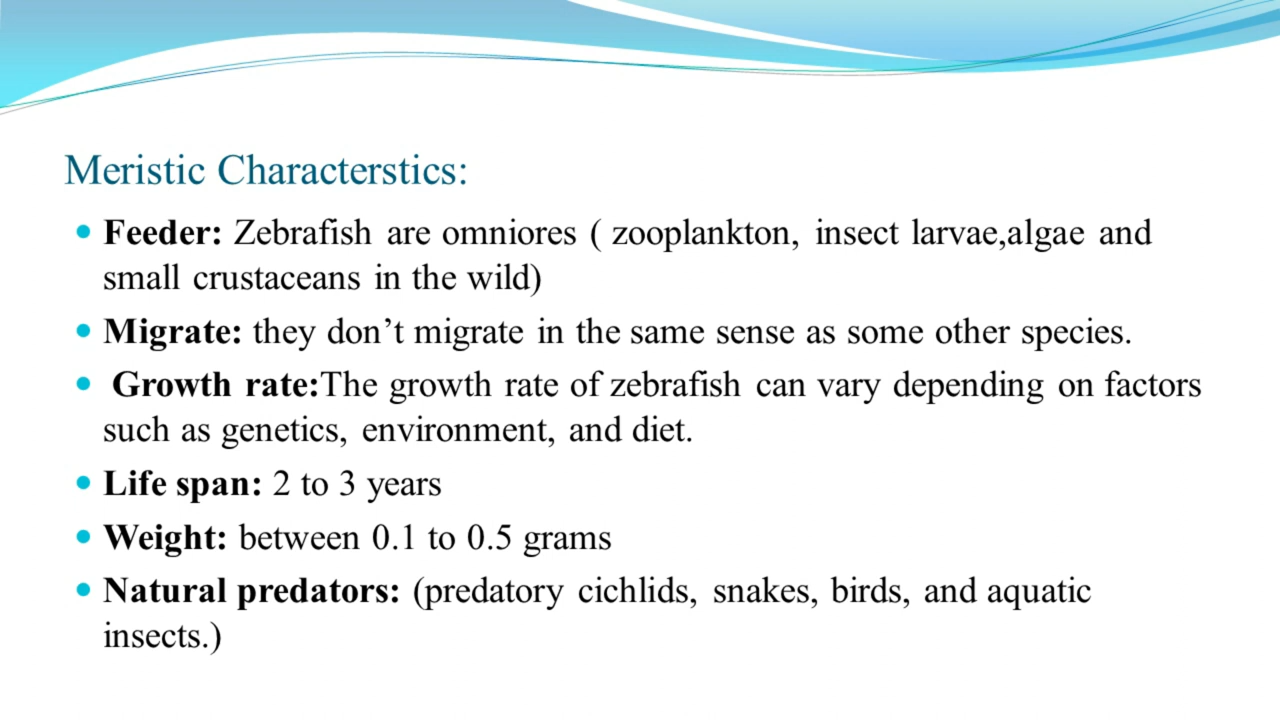 Meristic Characterstics:
• Feeder: Zebrafish are omniores ( zooplankton, insect larvae,algae and
small crustaceans in the wild)
• Migrate: they don’t migrate in the same sense as some other species.
• Growth rate:The growth rate of zebrafish can vary depending on factors
such as genetics, environment, and diet.
• Life span: 2 to 3 years
• Weight: between 0.1 to 0.5 grams
• Natural predators: (predatory cichlids, snakes, birds, and aquatic
insects.)